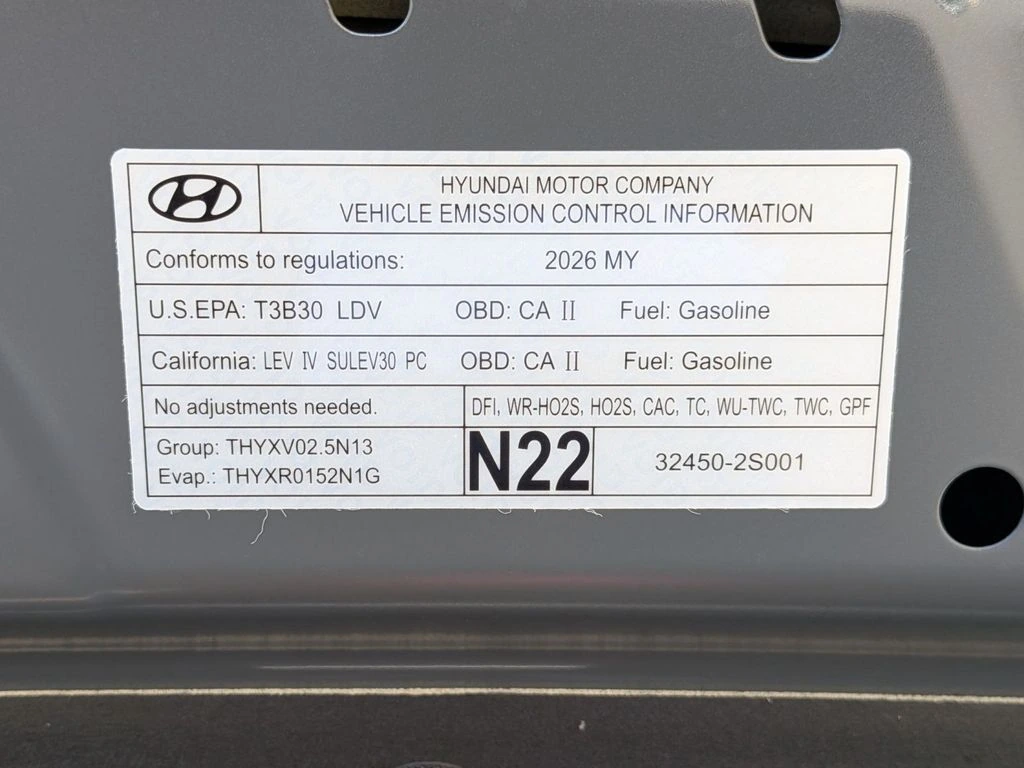 HYUNDAI MOTOR COMPANY
VEHICLE EMISSION CONTROL INFORMATION
Conforms to regulations: 2026 MY
U.S.EPA: T3B30 LDV OBD: CA Ⅱ Fuel: Gasoline
California: LEV Ⅳ SULEV30 PC OBD: CA Ⅱ Fuel: Gasoline
No adjustments needed. DFI, WR-HO2S, HO2S, CAC, TC, WU-TWC, TWC, GPF
Group: THYXV02.5N13
Evap.: THYXR0152N1G
N22
32450-2S001